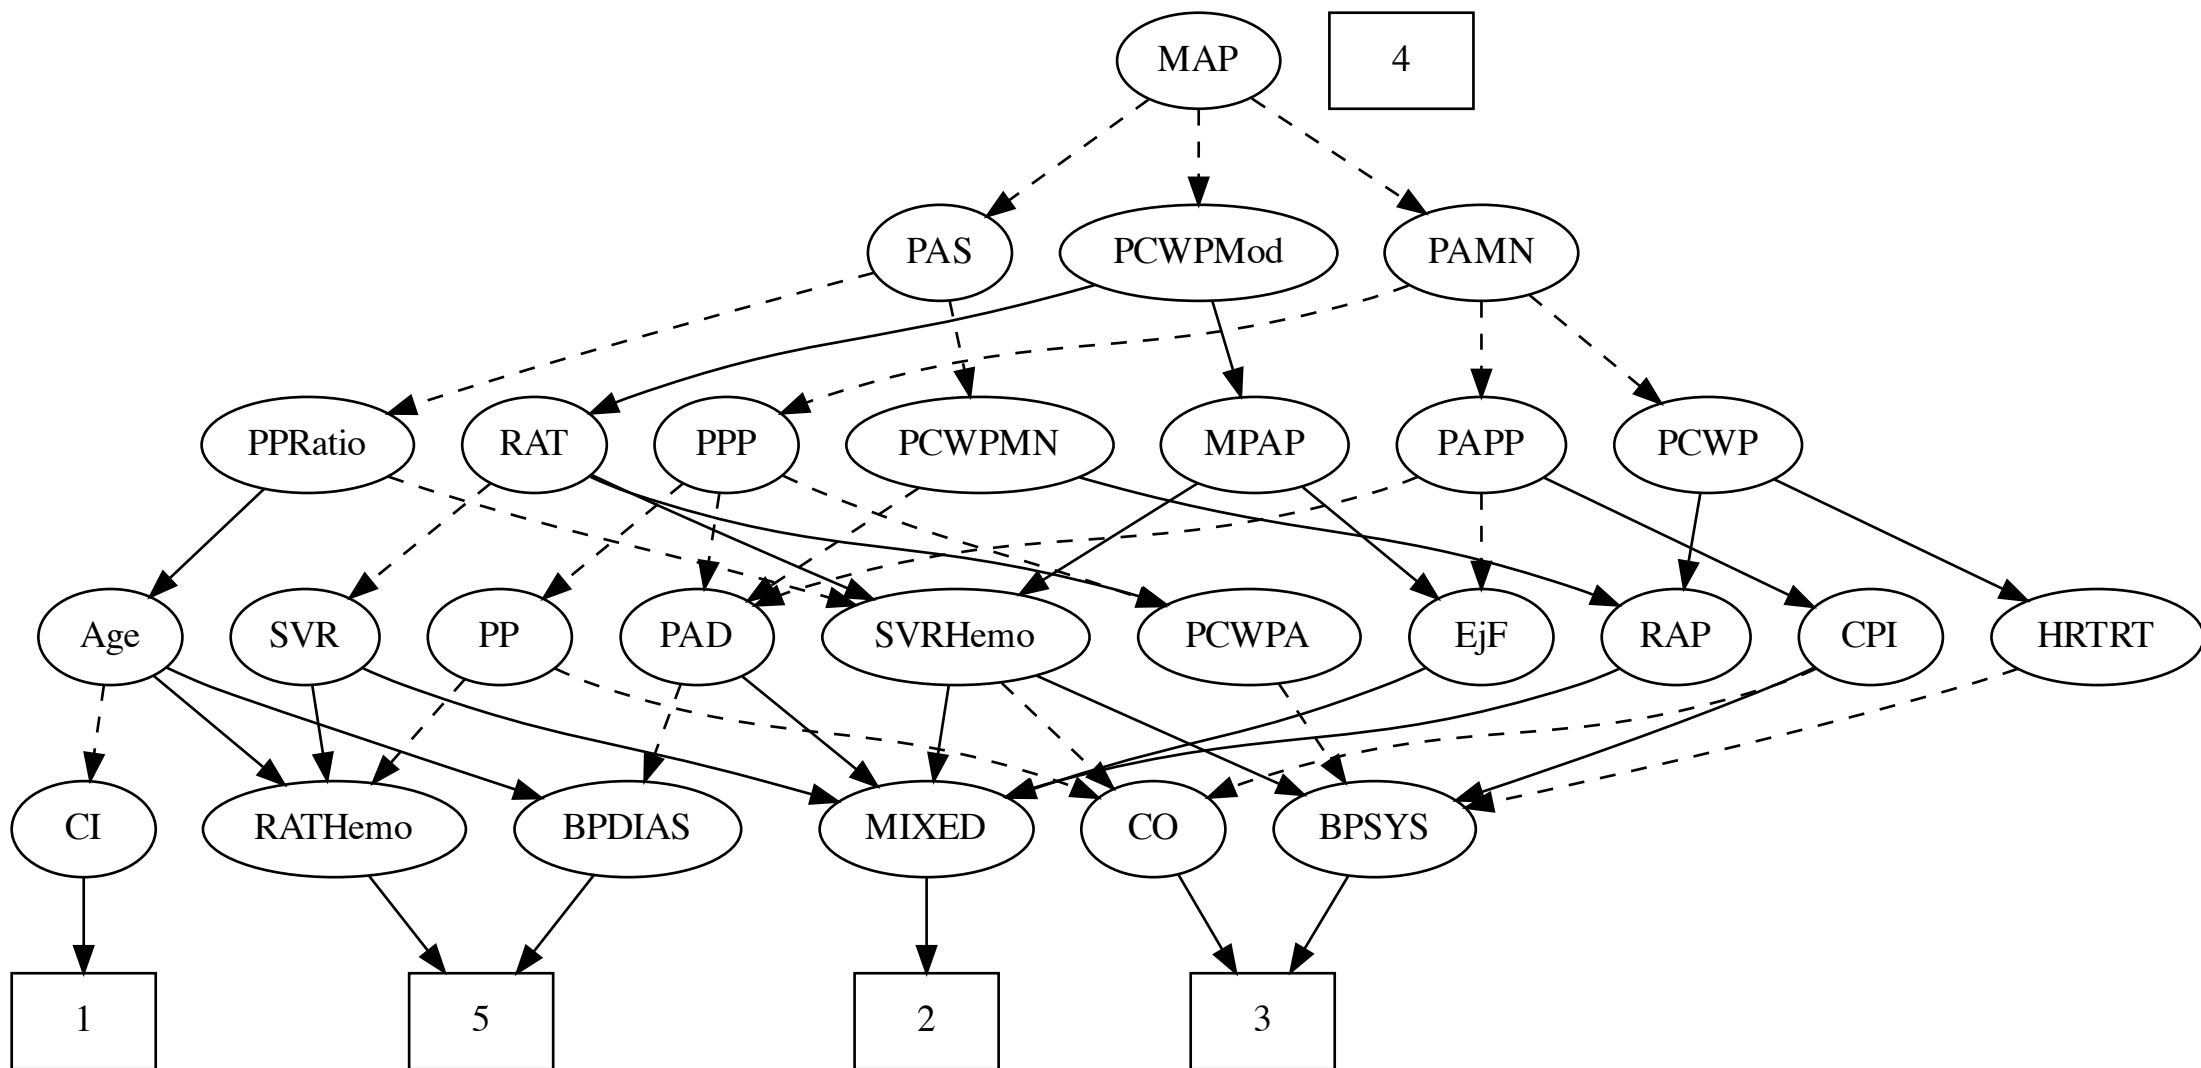 MAP
4
PAS
PCWPMod
PAMN
PPRatio
RAT
PPP
PCWPMN
MPAP
PAPP
PCWP
Age
SVR
PP
PAD
SVRHemo
PCWPA
EjF
RAP
CPI
HRTRT
CI
RATHemo
BPDIAS
MIXED
CO
BPSYS
1
5
2
3